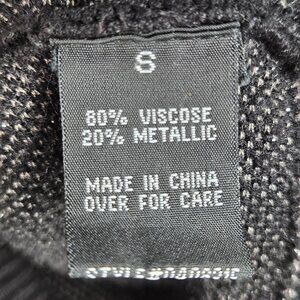 S
80% VISCOSE
20% METALLIC
MADE IN CHINA
OVER FOR CARE